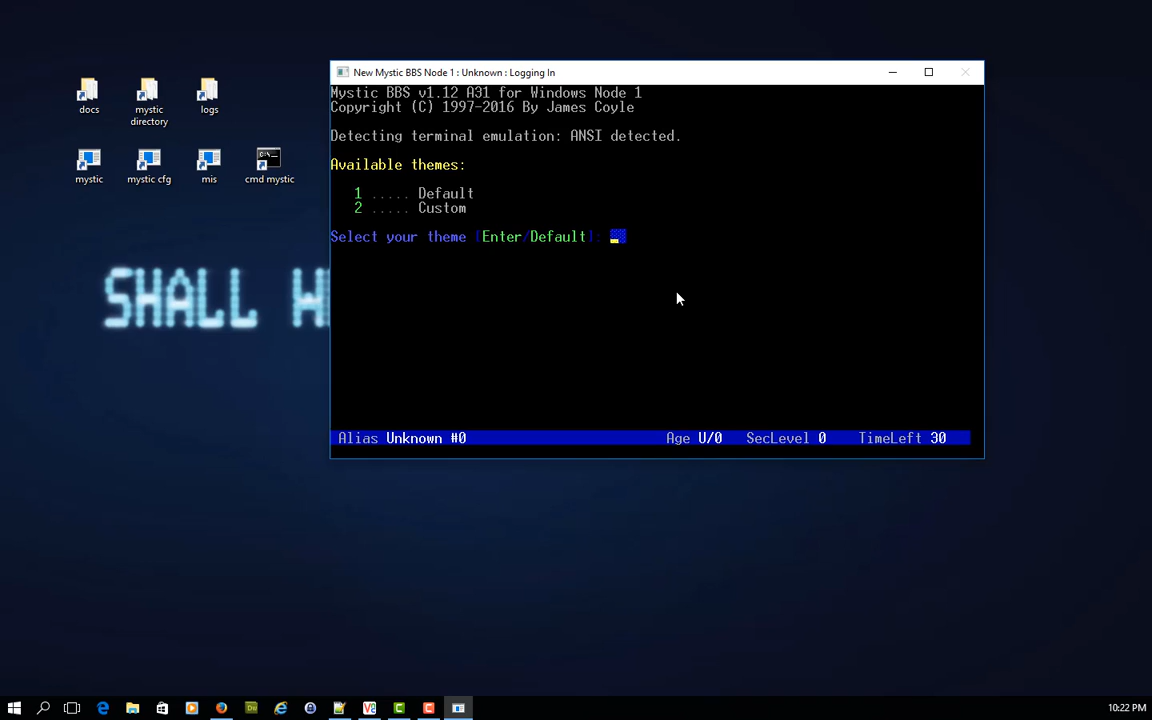 docs
mystic
directory
logs
mystic
mystic cfg
mis
cmd mystic
SHALL
New Mystic BBS Node 1 : Unknown : Logging In
Mystic BBS v1.12 A31 for Windows Node 1
Copyright (C) 1997-2016 By James Coyle
Detecting terminal emulation: ANSI detected.
Available themes:
1 ..... Default
2 ..... Custom
Select your theme [Enter/Default]:
Alias Unknown #0 Age U/0 SecLevel 0 TimeLeft 30
10:22 PM